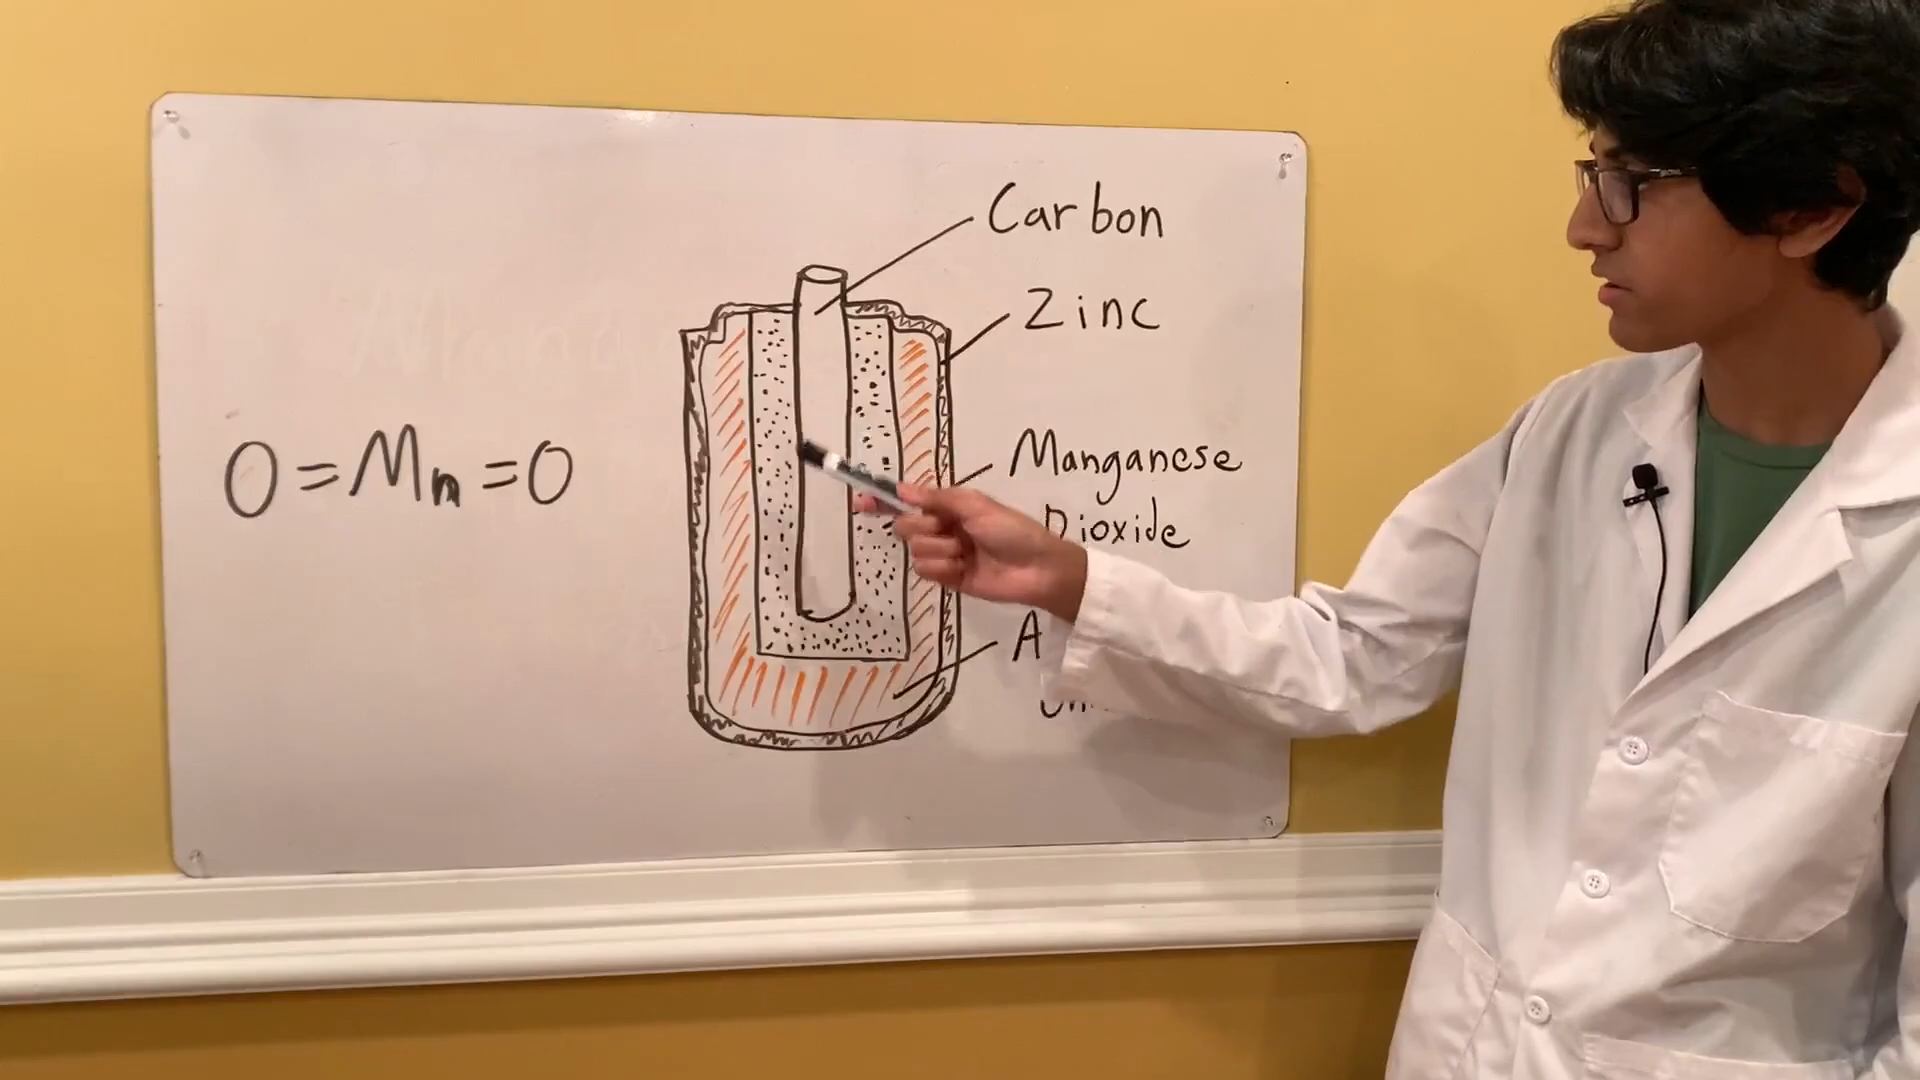 Carbon
Zinc
O=Mn=O
Manganese
Dioxide
A